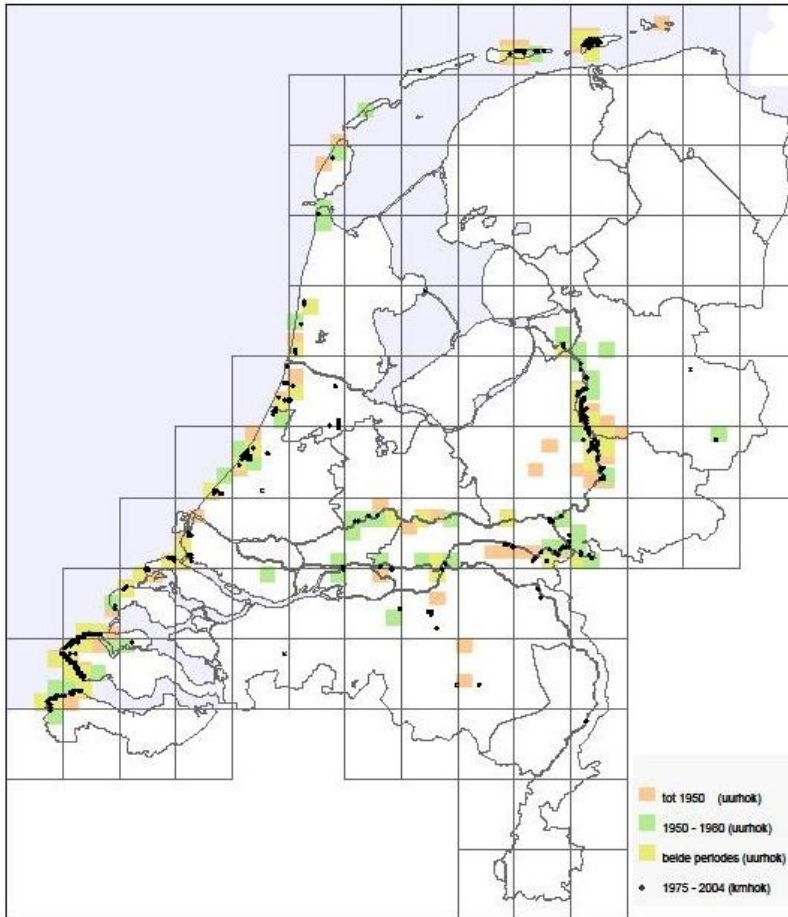 tot 1950 (uurhok)
1950 - 1980 (uurhok)
beide periodes (uurhok)
1975 - 2004 (kmhok)